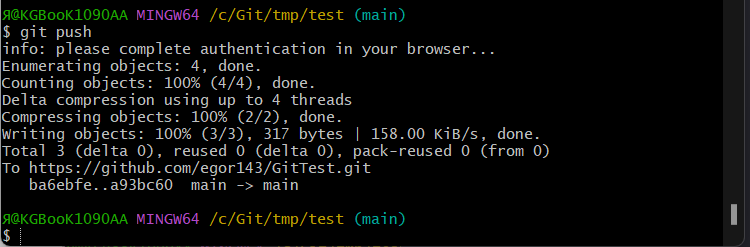 Я@KGBooK1090AA MINGW64 /c/Git/tmp/test (main)
$ git push
info: please complete authentication in your browser...
Enumerating objects: 4, done.
Counting objects: 100% (4/4), done.
Delta compression using up to 4 threads
Compressing objects: 100% (2/2), done.
Writing objects: 100% (3/3), 317 bytes | 158.00 KiB/s, done.
Total 3 (delta 0), reused 0 (delta 0), pack-reused 0 (from 0)
To https://github.com/egor143/GitTest.git
   ba6ebfe..a93bc60  main -> main

Я@KGBooK1090AA MINGW64 /c/Git/tmp/test (main)
$